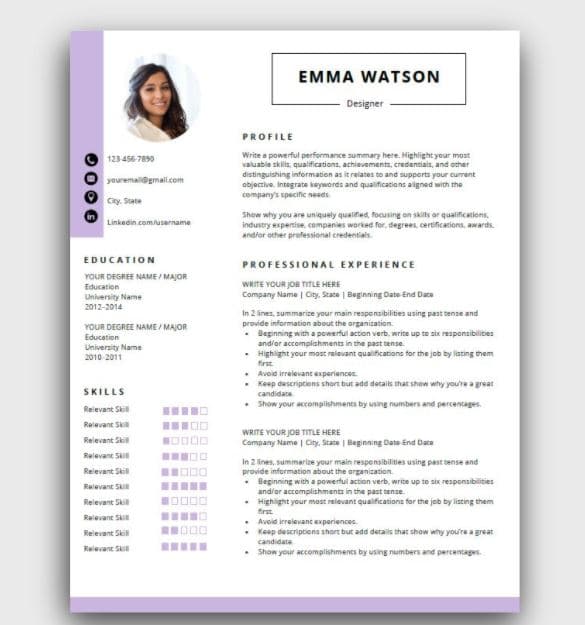 EMMA WATSON
Designer
123-456-7890
youremail@gmail.com
City, State
Linkedin.com/username
in
EDUCATION
YOUR DEGREE NAME / MAJOR
Education
University Name
2012-2014
YOUR DEGREE NAME / MAJOR
Education
University Name
2010-2011
SKILLS
Relevant Skill
Relevant Skill
Relevant Skill
Relevant Skill
Relevant Skill
Relevant Skill
Relevant Skill
Relevant Skill
Relevant Skill
Relevant Skill
PROFILE
Write a powerful performance summary here. Highlight your most
valuable skills, qualifications, achievements, credentials, and other
distinguishing information as it relates to and supports your current
objective. Integrate keywords and qualifications aligned with the
company's specific needs.
Show why you are uniquely qualified, focusing on skills or qualifications,
industry expertise, companies worked for, degrees, certifications, awards,
and/or other professional credentials.
PROFESSIONAL EXPERIENCE
WRITE YOUR JOB TITLE HERE
Company Name | City, State | Beginning Date-End Date
In 2 lines, summarize your main responsibilities using past tense and
provide information about the organization.
• Beginning with a powerful action verb, write up to six responsibilities
and/or accomplishments in the past tense.
• Highlight your most relevant qualifications for the job by listing them
first.
• Avoid irrelevant experiences.
• Keep descriptions short but add details that show why you're a great
candidate.
• Show your accomplishments by using numbers and percentages.
WRITE YOUR JOB TITLE HERE
Company Name | City, State | Beginning Date-End Date
In 2 lines, summarize your main responsibilities using past tense and
provide information about the organization.
• Beginning with a powerful action verb, write up to six responsibilities
and/or accomplishments in the past tense.
• Highlight your most relevant qualifications for the job by listing them
first.
• Avoid irrelevant experiences.
• Keep descriptions short but add details that show why you're a great
candidate.
• Show your accomplishments by using numbers and percentages.